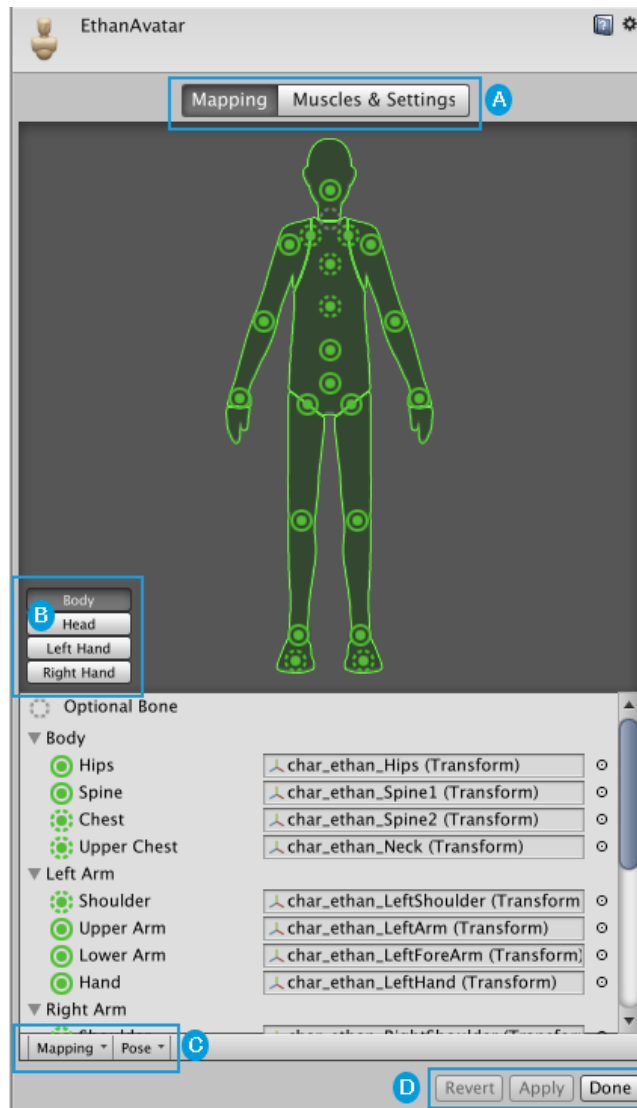 EthanAvatar
Mapping Muscles & Settings A
B
Body
Head
Left Hand
Right Hand
Optional Bone
Body
Hips char_ethan_Hips (Transform)
Spine char_ethan_Spine1 (Transform)
Chest char_ethan_Spine2 (Transform)
Upper Chest char_ethan_Neck (Transform)
Left Arm
Shoulder char_ethan_LeftShoulder (Transform
Upper Arm char_ethan_LeftArm (Transform)
Lower Arm char_ethan_LeftForeArm (Transform)
Hand char_ethan_LeftHand (Transform)
Right Arm
Mapping Pose C
D Revert Apply Done